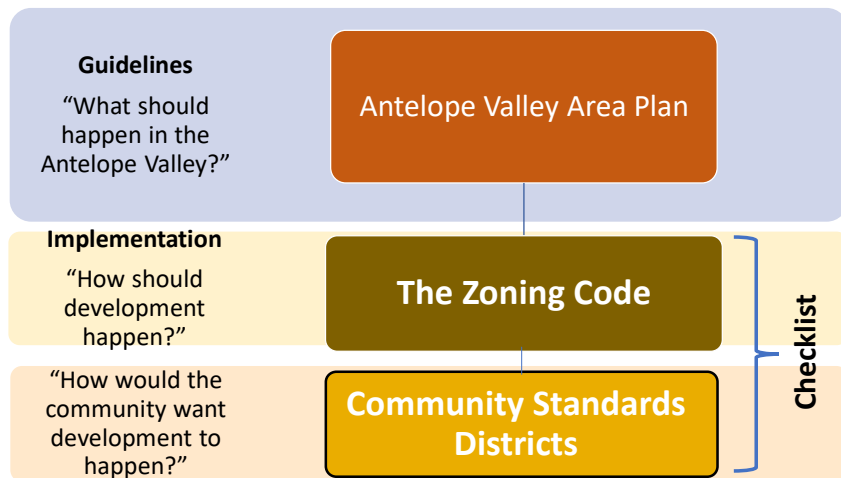 Guidelines
“What should
happen in the
Antelope Valley?”
Antelope Valley Area Plan
Implementation
“How should
development
happen?”
The Zoning Code
“How would the
community want
development to
happen?”
Community Standards
Districts
Checklist